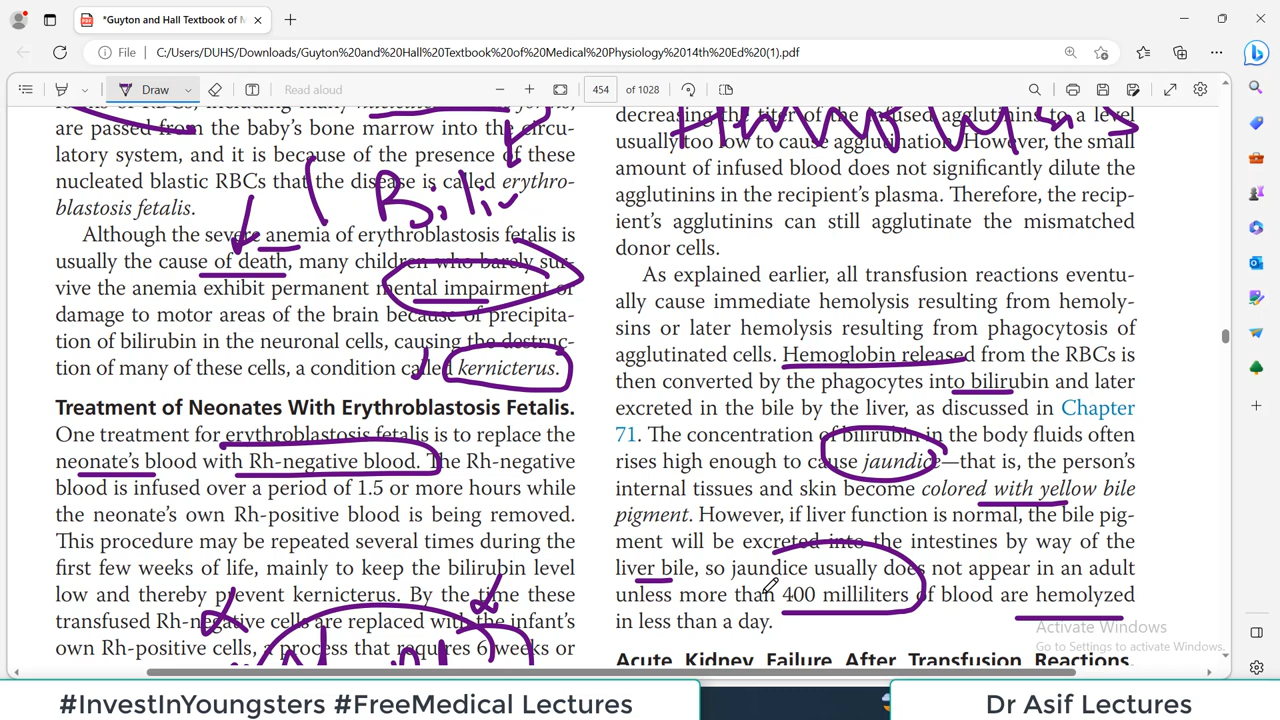 *Guyton and Hall Textbook of M
File
C:/Users/DUHS/Downloads/Guyton%20and%20Hall%20Textbook%20of%20Medical%20Physiology%2014th%20Ed%20(1).pdf
Draw
Read aloud
454 of 1028
are passed from the baby's bone marrow into the circu-
latory system, and it is because of the presence of these
nucleated blastic RBCs that the disease is called erythro-
blastosis fetalis.
Biliv
Although the severe anemia of erythroblastosis fetalis is
usually the cause of death, many children who barely sur-
vive the anemia exhibit permanent mental impairment or
damage to motor areas of the brain because of precipita-
tion of bilirubin in the neuronal cells, causing the destruc-
tion of many of these cells, a condition called kernicterus.
Treatment of Neonates With Erythroblastosis Fetalis.
One treatment for erythroblastosis fetalis is to replace the
neonate's blood with Rh-negative blood. The Rh-negative
blood is infused over a period of 1.5 or more hours while
the neonate's own Rh-positive blood is being removed.
This procedure may be repeated several times during the
first few weeks of life, mainly to keep the bilirubin level
low and thereby prevent kernicterus. By the time these
transfused Rh-negative cells are replaced with the infant's
own Rh-positive cells, a process that requires 6 weeks or
decreasing the titer of the infused agglutinins to a level
usually too low to cause agglutination. However, the small
amount of infused blood does not significantly dilute the
agglutinins in the recipient's plasma. Therefore, the recip-
ient's agglutinins can still agglutinate the mismatched
donor cells.
As explained earlier, all transfusion reactions eventu-
ally cause immediate hemolysis resulting from hemoly-
sins or later hemolysis resulting from phagocytosis of
agglutinated cells. Hemoglobin released from the RBCs is
then converted by the phagocytes into bilirubin and later
excreted in the bile by the liver, as discussed in Chapter
71. The concentration of bilirubin in the body fluids often
rises high enough to cause jaundice—that is, the person's
internal tissues and skin become colored with yellow bile
pigment. However, if liver function is normal, the bile pig-
ment will be excreted into the intestines by way of the
liver bile, so jaundice usually does not appear in an adult
unless more than 400 milliliters of blood are hemolyzed
in less than a day.
Acute Kidney Failure After Transfusion Reactions.
Activate Windows
Go to Settings to activate Windows.
#InvestInYoungsters #FreeMedical Lectures
Dr Asif Lectures